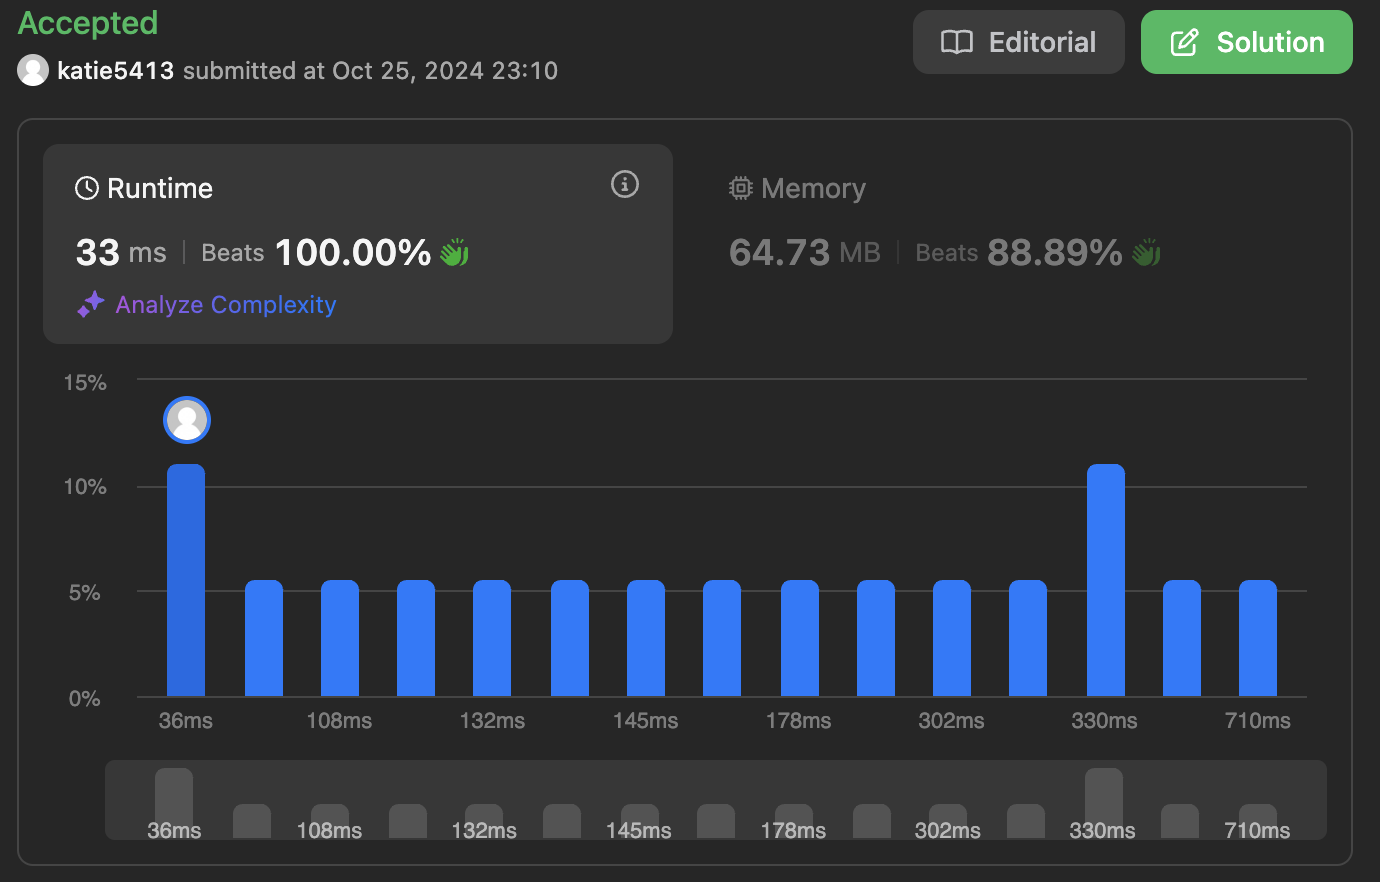 Accepted
Editorial
Solution
katie5413 submitted at Oct 25, 2024 23:10
Runtime
33 ms | Beats 100.00%
Analyze Complexity
Memory
64.73 MB | Beats 88.89%
15%
10%
5%
0%
36ms 108ms 132ms 145ms 178ms 302ms 330ms 710ms
36ms 108ms 132ms 145ms 178ms 302ms 330ms 710ms